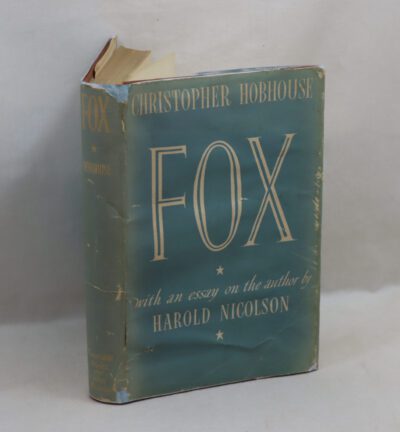 CHRISTOPHER HOBHOUSE
FOX
with an essay on the author by
HAROLD NICOLSON
FOX
HOBHOUSE